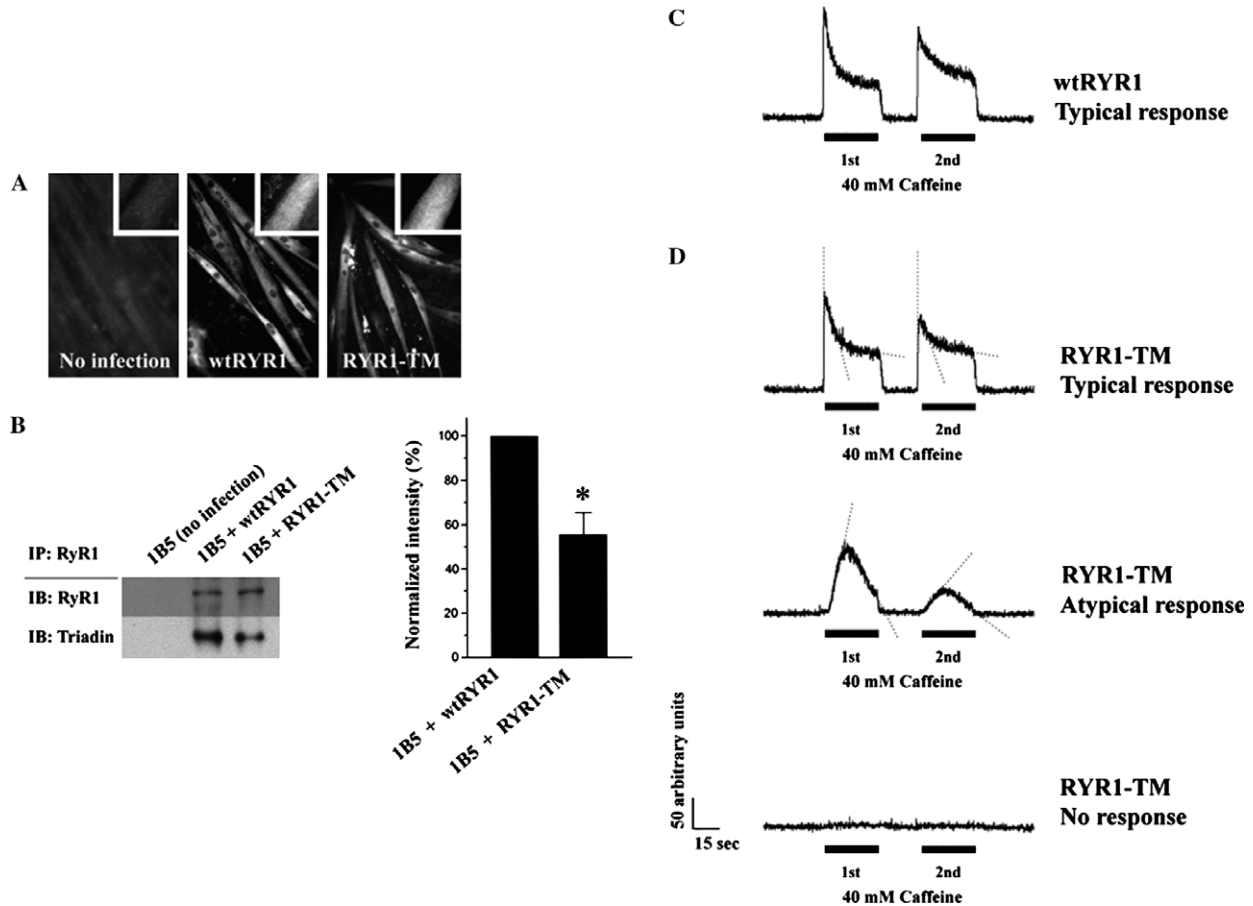 A
No infection
wtRYR1
RYR1-TM
B
1B5 (no infection)
1B5 + wtRYR1
1B5 + RYR1-TM
IP: RyR1
IB: RyR1
IB: Triadin
Normalized intensity (%)
100
80
60
40
20
0
*
1B5 + wtRYR1
1B5 + RYR1-TM
C
wtRYR1
Typical response
1st
2nd
40 mM Caffeine
D
RYR1-TM
Typical response
1st
2nd
40 mM Caffeine
RYR1-TM
Atypical response
1st
2nd
40 mM Caffeine
50 arbitrary units
15 sec
RYR1-TM
No response
1st
2nd
40 mM Caffeine